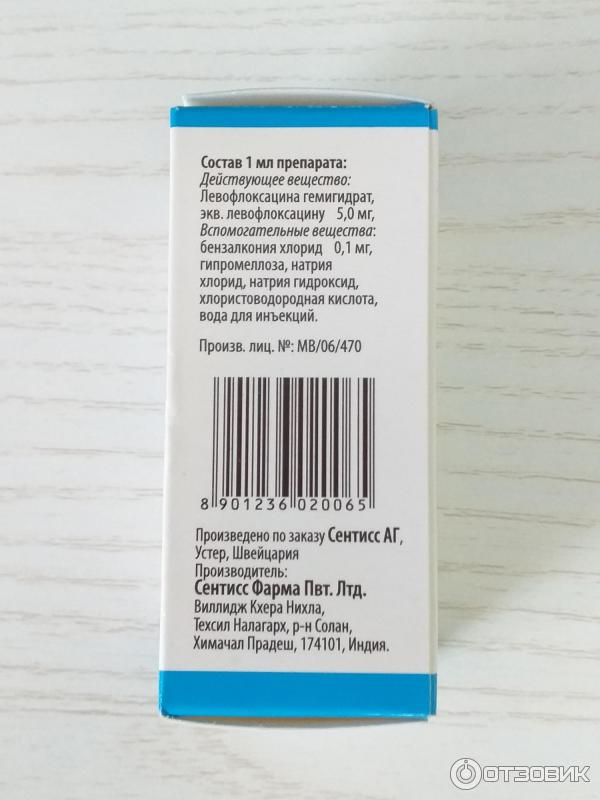 Состав 1 мл препарата:
Действующее вещество:
Левофлоксацина гемигидрат,
экв. левофлоксацину 5,0 мг,
Вспомогательные вещества:
бензалкония хлорид 0,1 мг,
гипромеллоза, натрия
хлорид, натрия гидроксид,
хлористоводородная кислота,
вода для инъекций.
Произв. лиц. №: MB/06/470
8 901236 020065
Произведено по заказу Сентисс АГ,
Устер, Швейцария
Производитель:
Сентисс Фарма Пвт. Лтд.
Виллидж Кхера Нихла,
Техсил Налагарх, р-н Солан,
Химачал Прадеш, 174101, Индия.
ОТЗОВИК